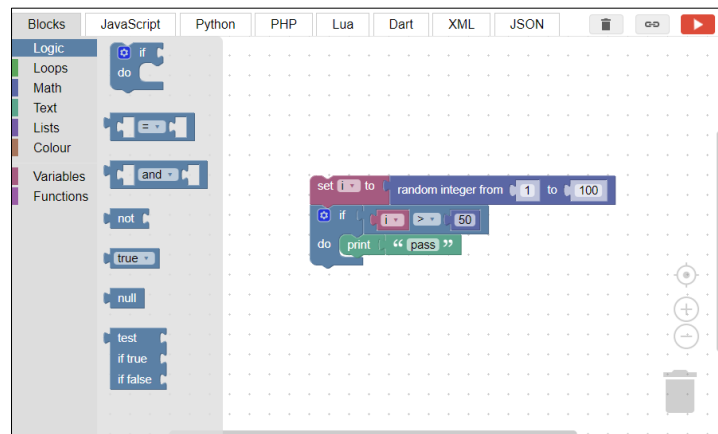 Blocks JavaScript Python PHP Lua Dart XML JSON
Logic
Loops
Math
Text
Lists
Colour
Variables
Functions
if
do
=
and
not
true
null
test
if true
if false
set i to random integer from 1 to 100
if i > 50
do print “ pass ”